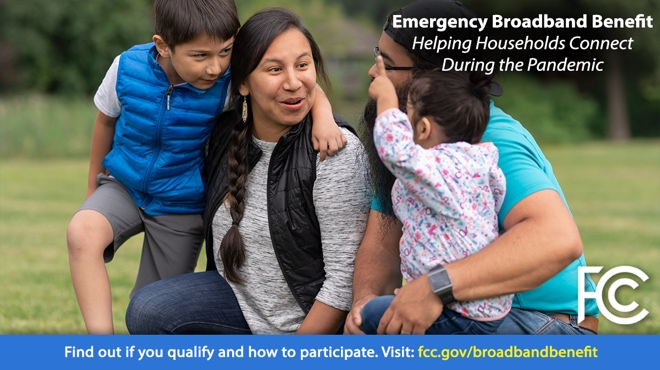 Emergency Broadband Benefit
Helping Households Connect
During the Pandemic
FCC
Find out if you qualify and how to participate. Visit: fcc.gov/broadbandbenefit